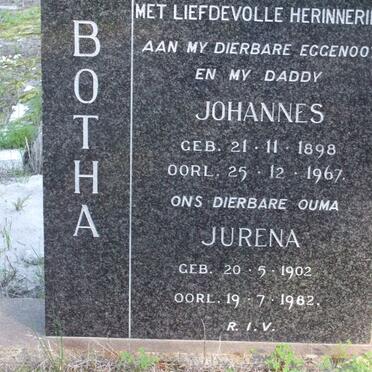 BOTHA
MET LIEFDEVOLLE HERINNERIN
AAN MY DIERBARE EGGENOOT
EN MY DADDY
JOHANNES
GEB. 21·11·1898
OORL. 25·12·1967.
ONS DIERBARE OUMA
JURENA
GEB. 20·5·1902
OORL. 19·7·1982.
R.I.V.